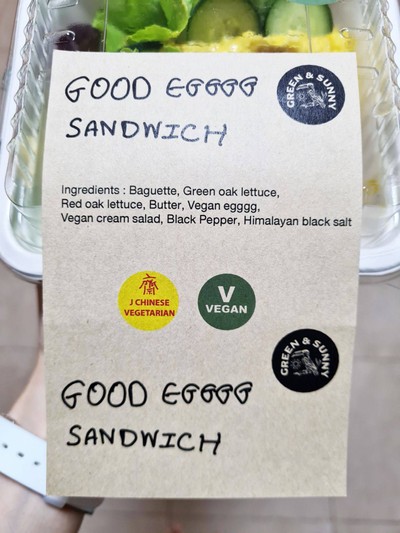 GOOD EGGGG
SANDWICH
GREEN & SUNNY
Ingredients : Baguette, Green oak lettuce,
Red oak lettuce, Butter, Vegan egggg,
Vegan cream salad, Black Pepper, Himalayan black salt
齋
J CHINESE
VEGETARIAN
V
VEGAN
GREEN & SUNNY
GOOD EGGGG
SANDWICH